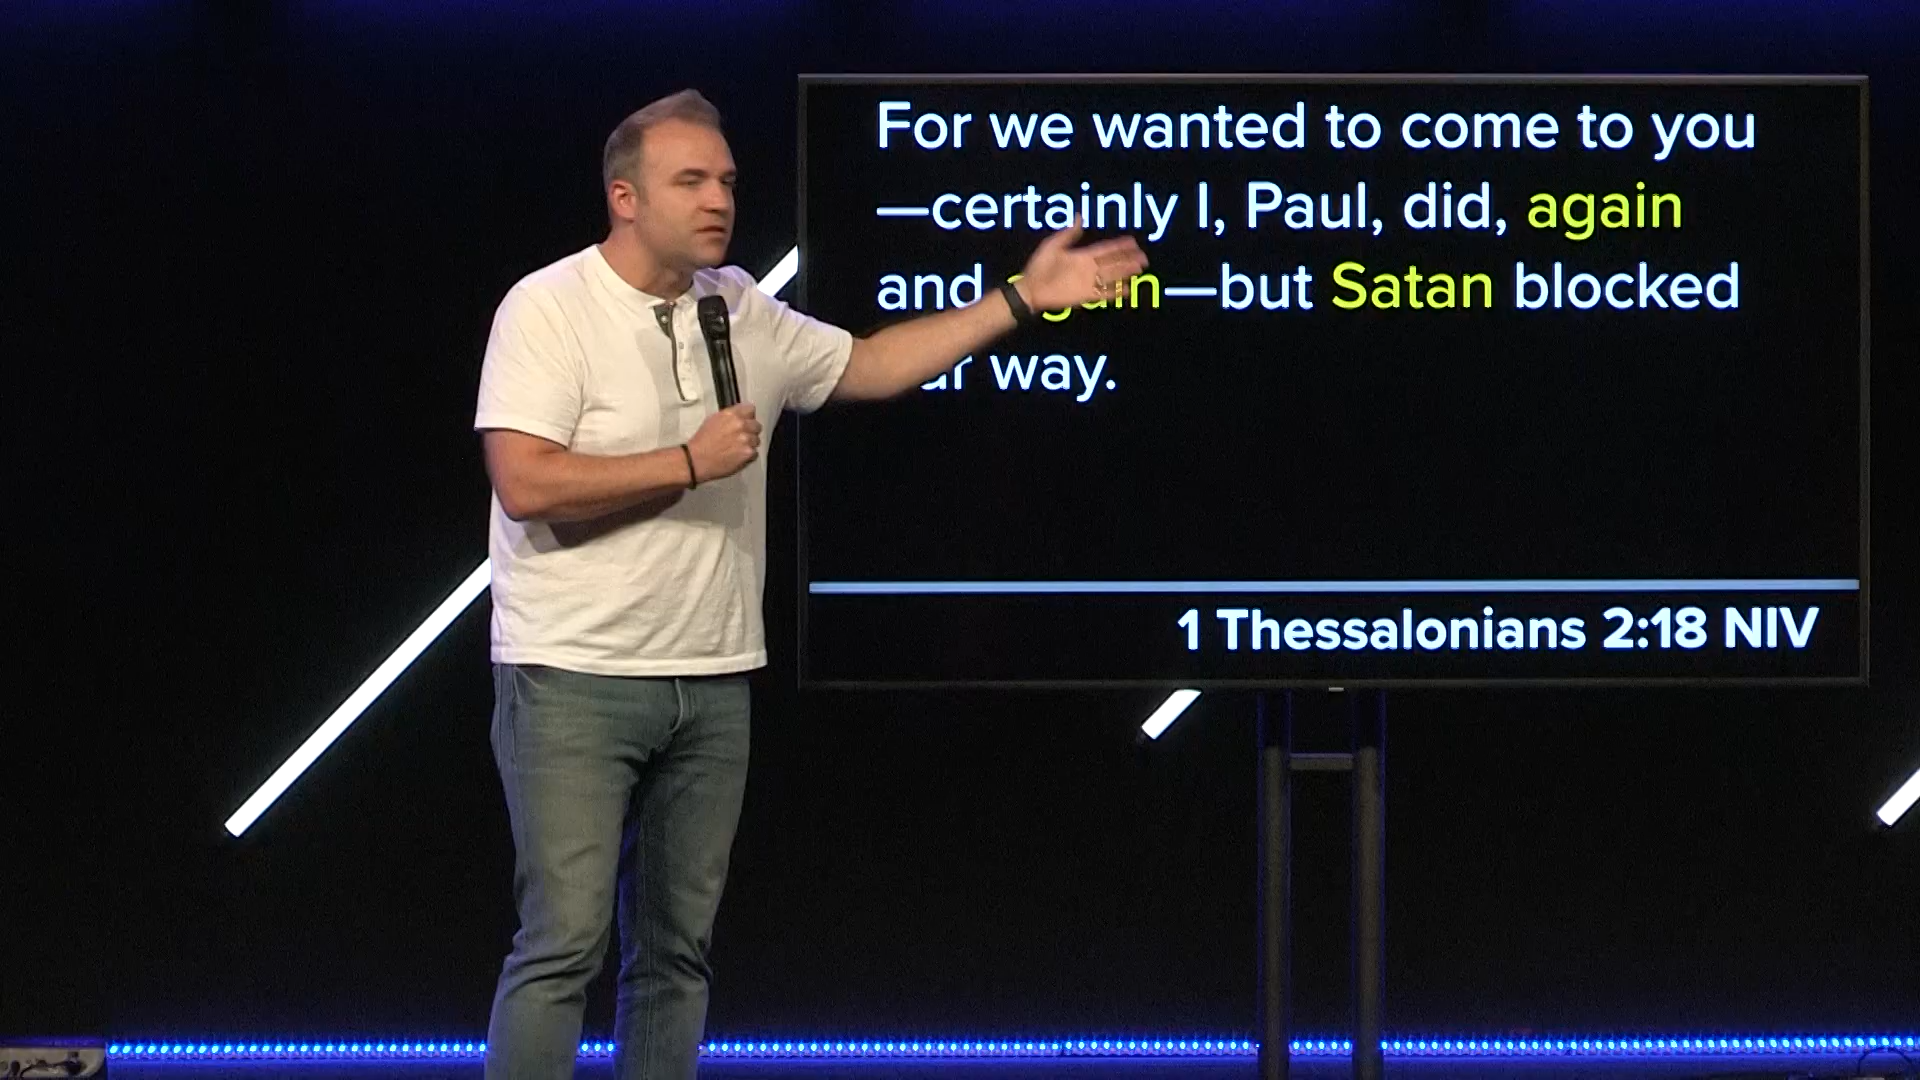 For we wanted to come to you
—certainly I, Paul, did, again
and again—but Satan blocked
way.
1 Thessalonians 2:18 NIV